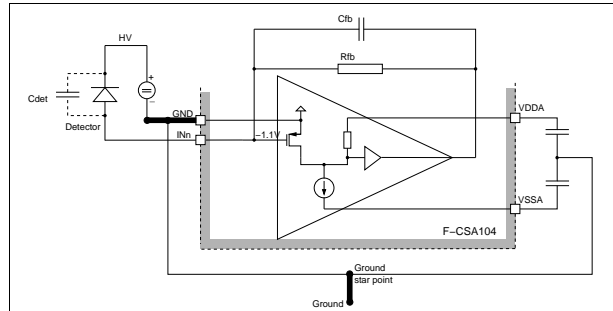 Cfb
HV
Rfb
Cdet
+
−
GND
VDDA
Detector
INn
−1.1V
VSSA
F−CSA104
Ground
star point
Ground